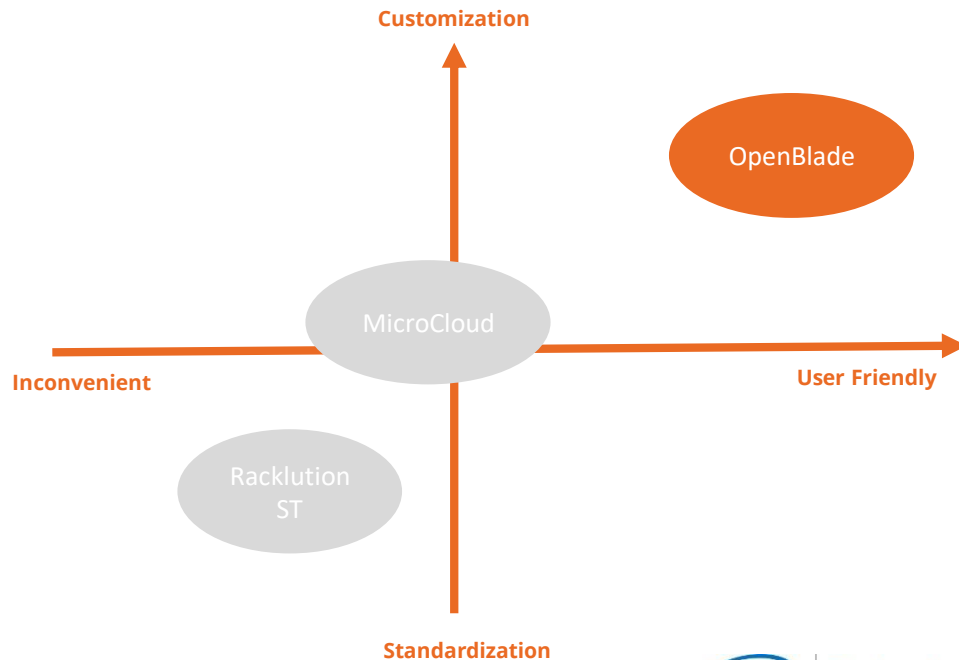 Customization
OpenBlade
MicroCloud
Inconvenient
User Friendly
Racklution
ST
Standardization